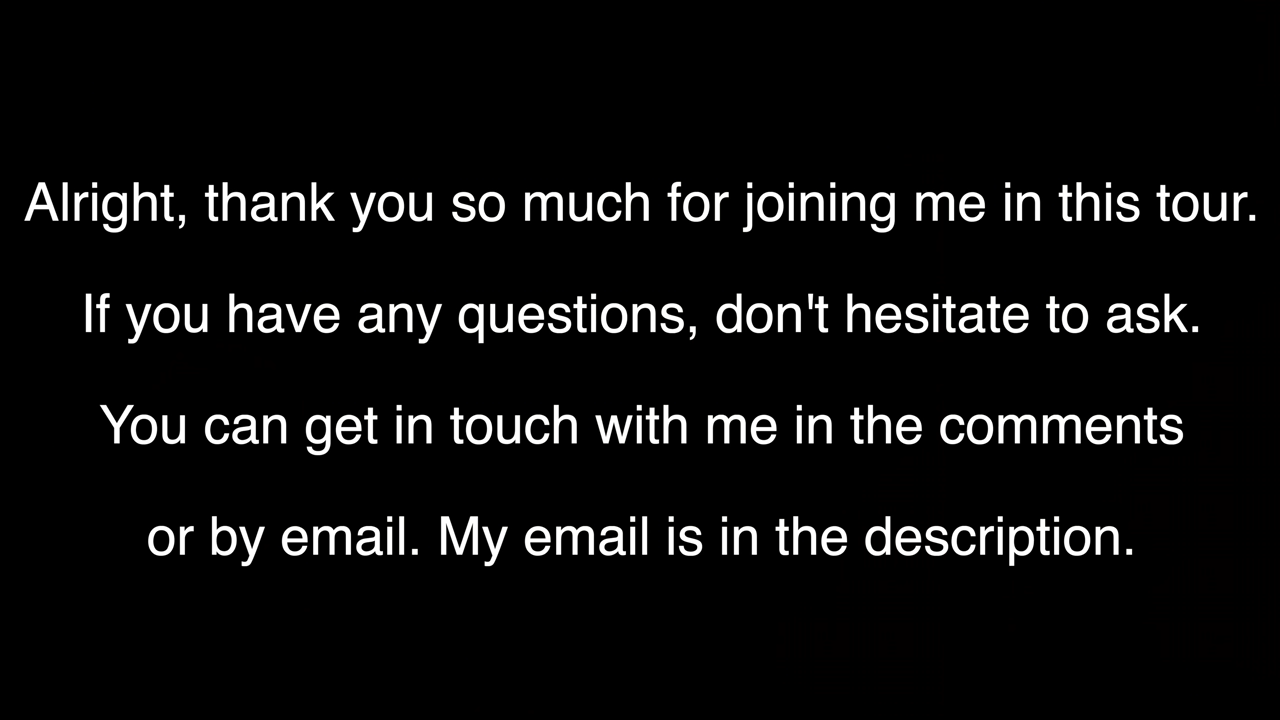 Alright, thank you so much for joining me in this tour.
If you have any questions, don't hesitate to ask.
You can get in touch with me in the comments
or by email. My email is in the description.